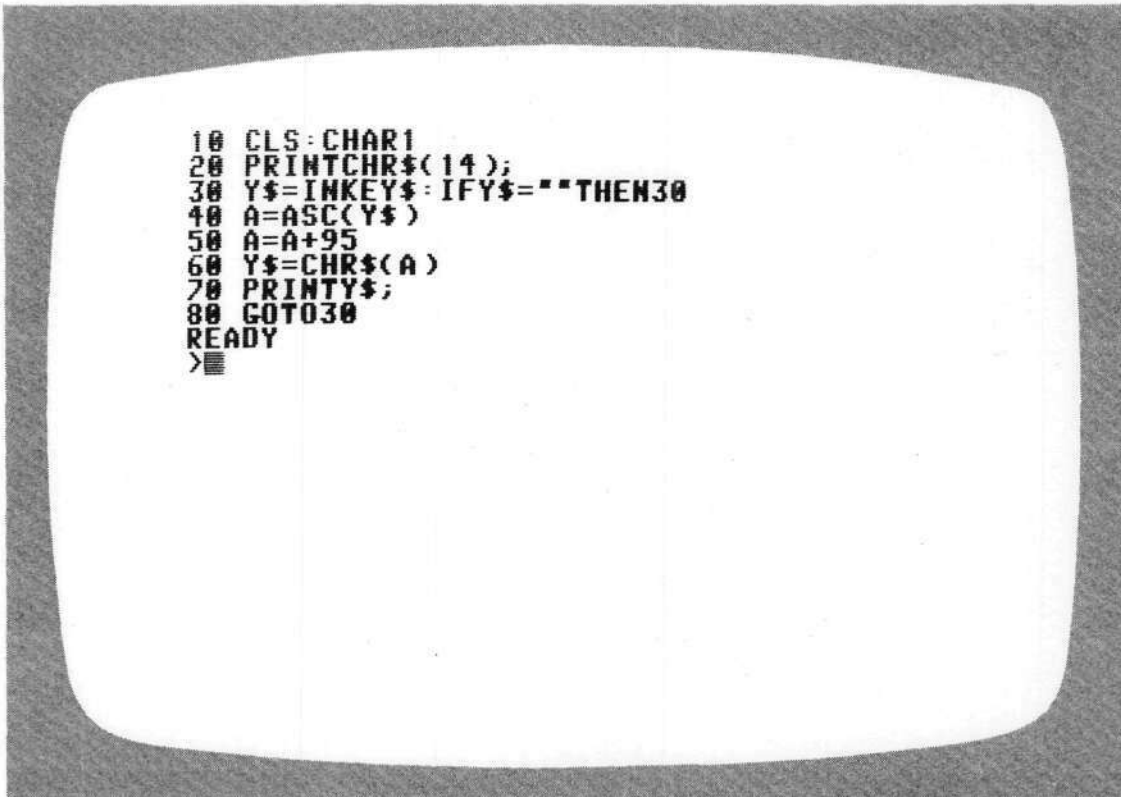 10 CLS:CHAR1
20 PRINTCHR$(14);
30 Y$=INKEY$:IFY$=""THEN30
40 A=ASC(Y$)
50 A=A+95
60 Y$=CHR$(A)
70 PRINTY$;
80 GOTO30
READY
>